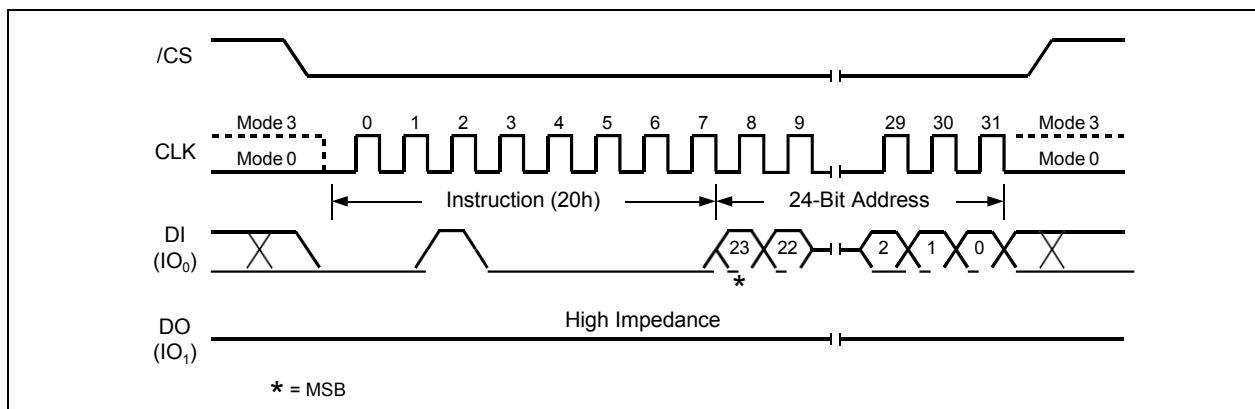 /CS
Mode 3 0 1 2 3 4 5 6 7 8 9 29 30 31 Mode 3
CLK
Mode 0 Mode 0
Instruction (20h) 24-Bit Address
DI
(IO₀)
23 22 2 1 0
*
High Impedance
DO
(IO₁)
* = MSB